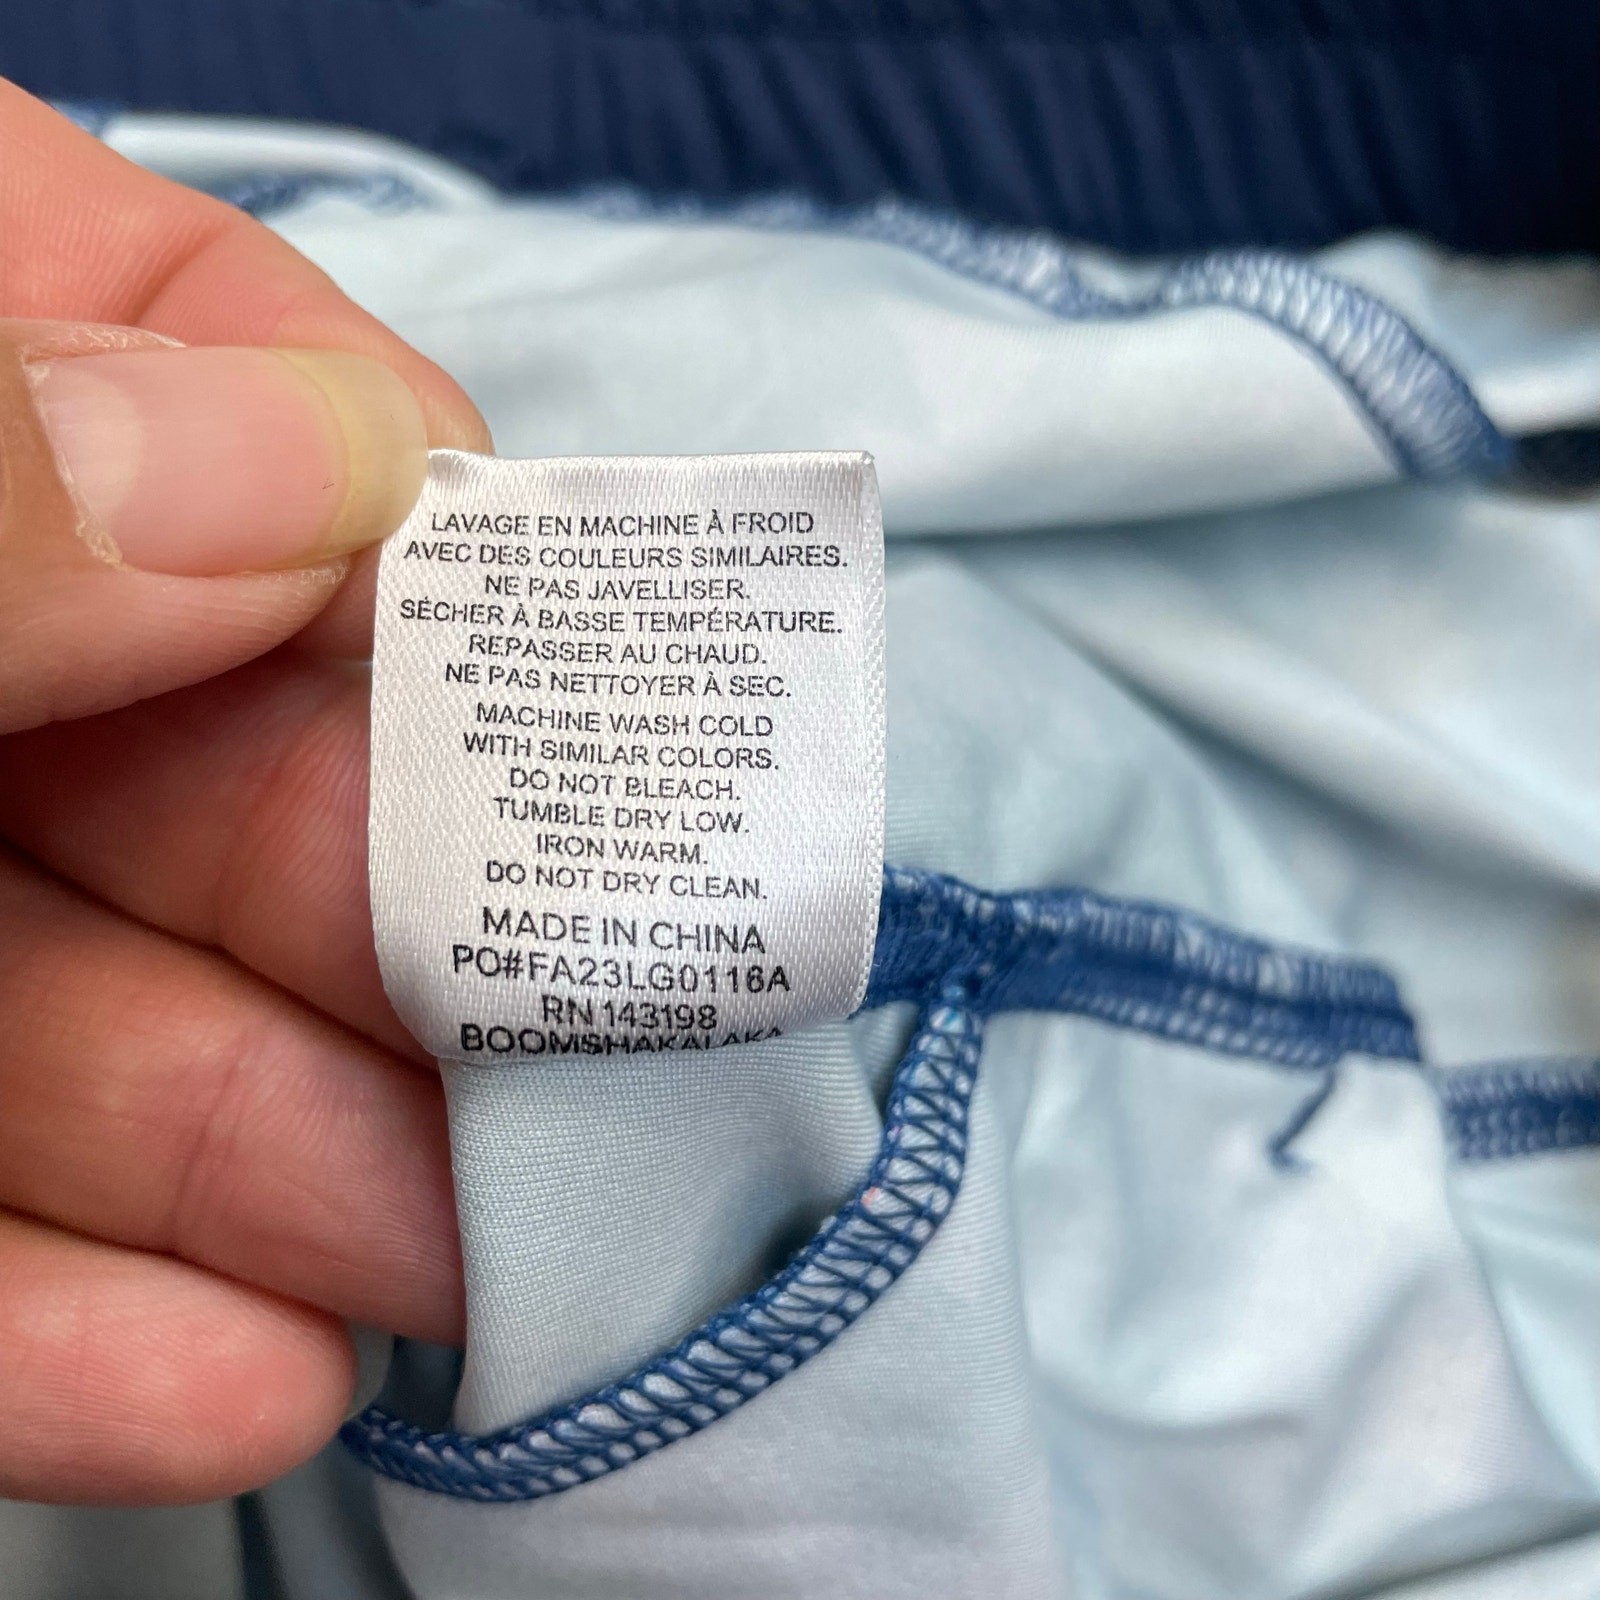 LAVAGE EN MACHINE À FROID
AVEC DES COULEURS SIMILAIRES.
NE PAS JAVELLISER.
SÉCHER À BASSE TEMPÉRATURE.
REPASSER AU CHAUD.
NE PAS NETTOYER À SEC.
MACHINE WASH COLD
WITH SIMILAR COLORS.
DO NOT BLEACH.
TUMBLE DRY LOW.
IRON WARM.
DO NOT DRY CLEAN.
MADE IN CHINA
PO#FA23LG0116A
RN 143198
BOOMSHAKALAKA